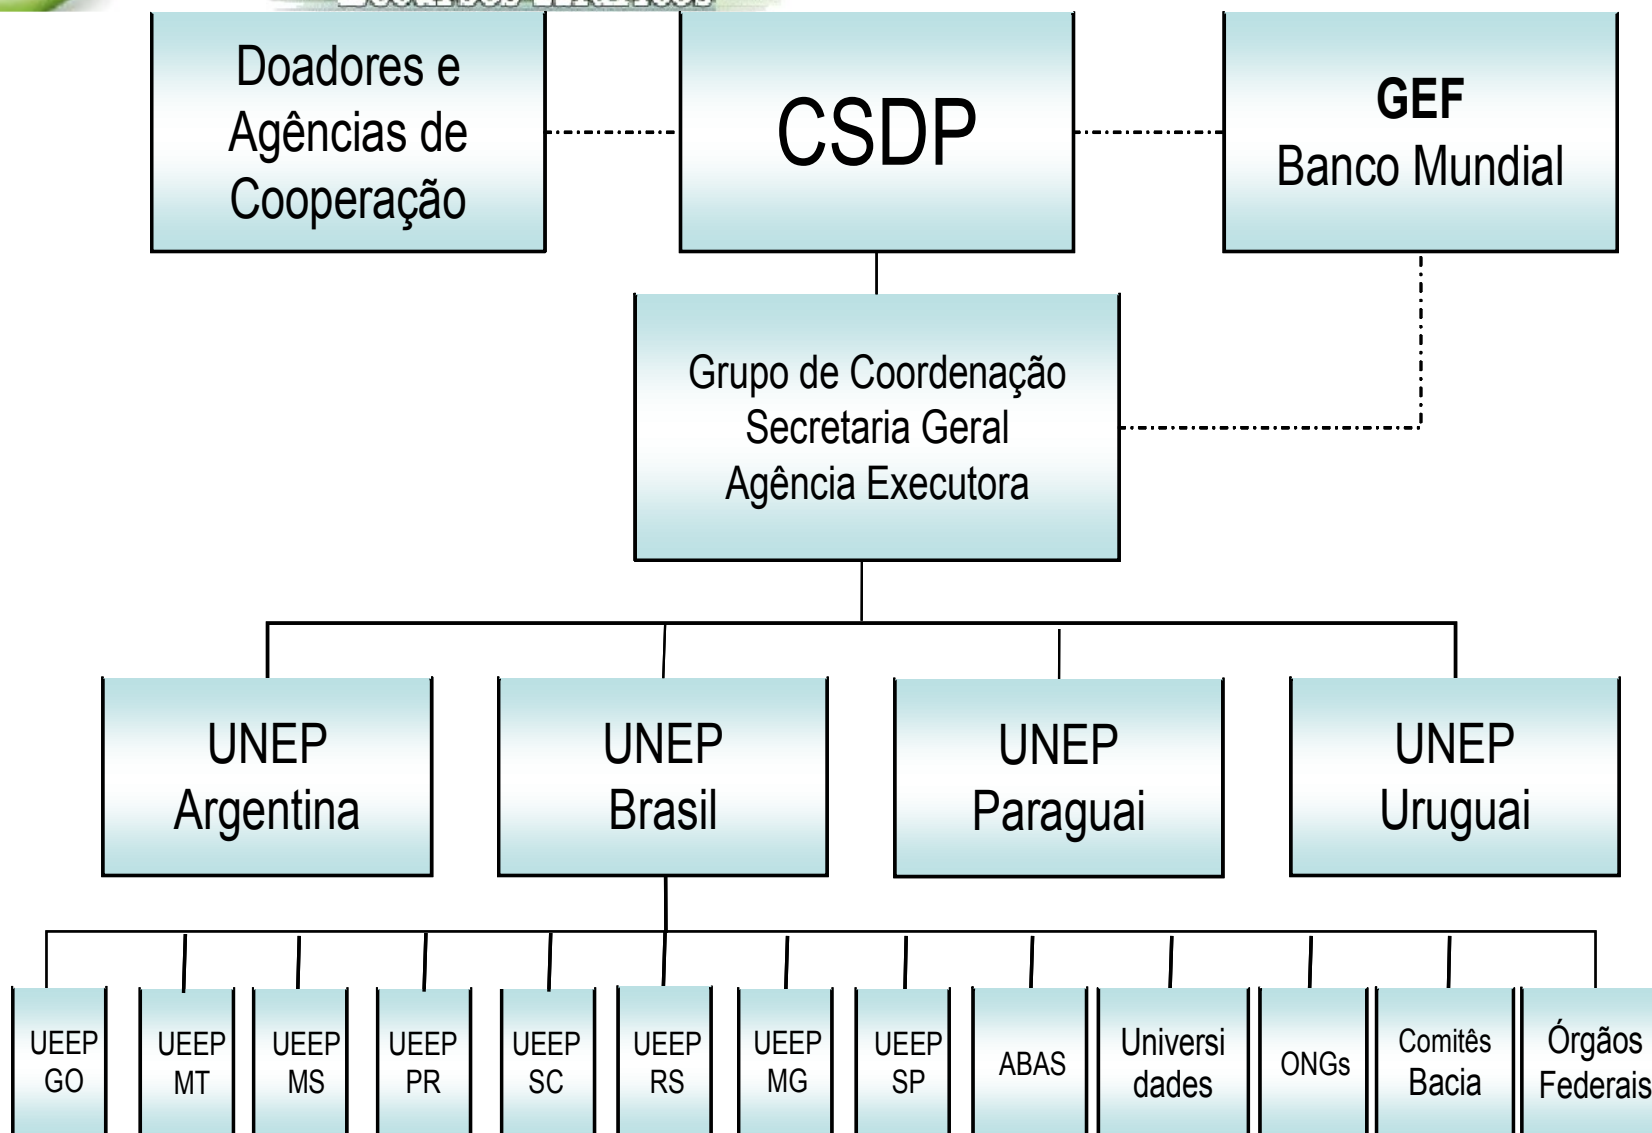 Doadores e
Agências de
Cooperação
CSDP
GEF
Banco Mundial
Grupo de Coordenação
Secretaria Geral
Agência Executora
UNEP
Argentina
UNEP
Brasil
UNEP
Paraguai
UNEP
Uruguai
UEEP
GO
UEEP
MT
UEEP
MS
UEEP
PR
UEEP
SC
UEEP
RS
UEEP
MG
UEEP
SP
ABAS
Universi
dades
ONGs
Comitês
Bacia
Órgãos
Federais